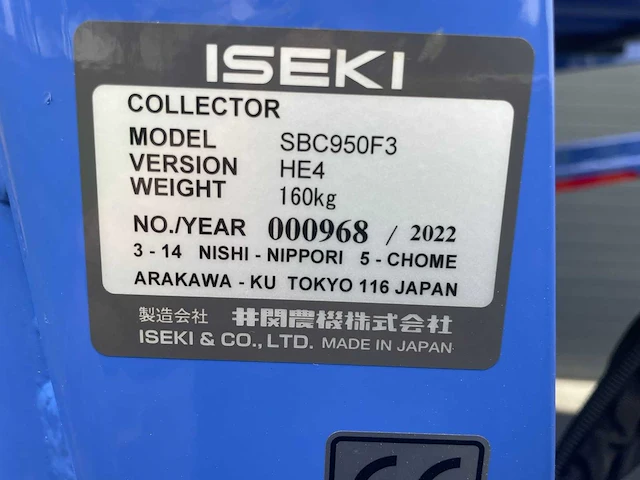 ISEKI
COLLECTOR
MODEL SBC950F3
VERSION HE4
WEIGHT 160kg
NO./YEAR 000968 / 2022
3 - 14 NISHI - NIPPORI 5 - CHOME
ARAKAWA - KU TOKYO 116 JAPAN
製造会社 井関農機株式会社
ISEKI & CO., LTD. MADE IN JAPAN
CE